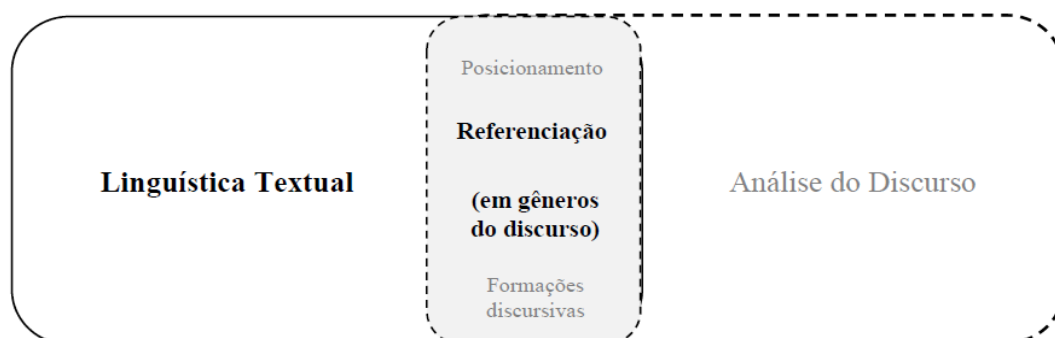 Posicionamento
Referenciação
Linguística Textual
(em gêneros
do discurso)
Análise do Discurso
Formações
discursivas